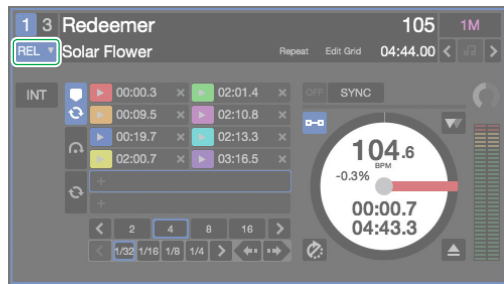 1 3 Redeemer 105 1M
REL Solar Flower Repeat Edit Grid 04:44.00
INT 00:00.3 02:01.4 OFF SYNC
00:09.5 02:10.8
00:19.7 02:13.3
02:00.7 03:16.5
104.6
BPM
-0.3%
00:00.7
04:43.3
2 4 8 16
1/32 1/16 1/8 1/4